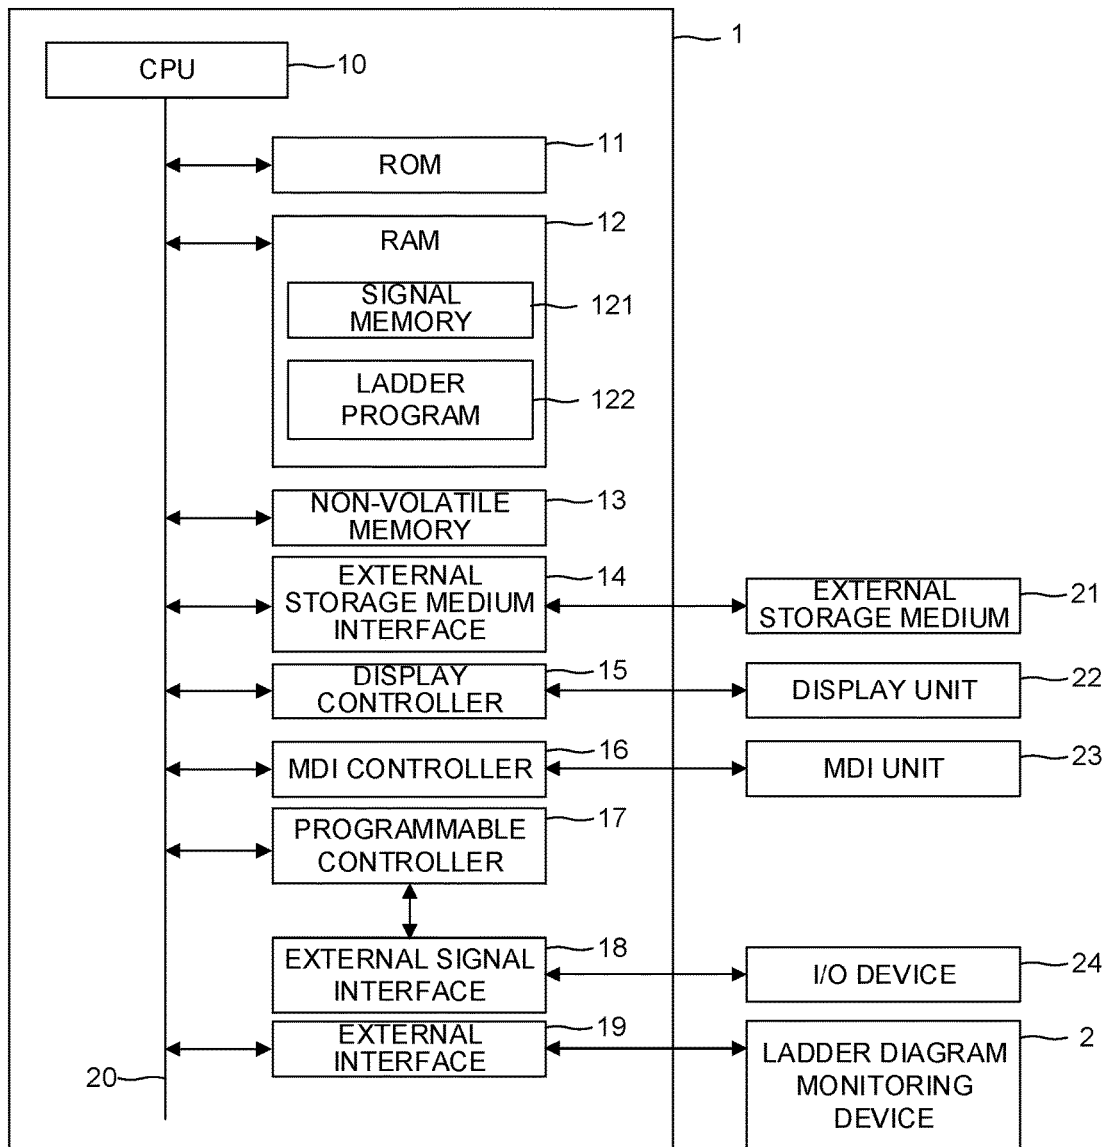 1
CPU
10
ROM
11
RAM
12
SIGNAL
MEMORY
121
LADDER
PROGRAM
122
NON-VOLATILE
MEMORY
13
EXTERNAL
STORAGE MEDIUM
INTERFACE
14
EXTERNAL
STORAGE MEDIUM
21
DISPLAY
CONTROLLER
15
DISPLAY UNIT
22
MDI CONTROLLER
16
MDI UNIT
23
PROGRAMMABLE
CONTROLLER
17
EXTERNAL SIGNAL
INTERFACE
18
I/O DEVICE
24
EXTERNAL
INTERFACE
19
LADDER DIAGRAM
MONITORING
DEVICE
2
20